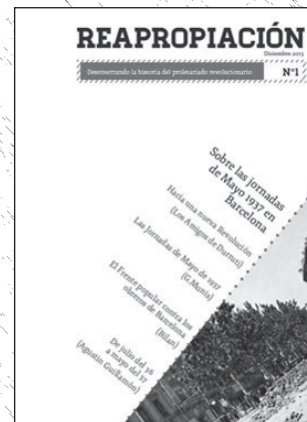 REAPROPIACIÓN
Diciembre 2013
Desenterrando la historia del proletariado revolucionario
N°1
Sobre las jornadas
de Mayo 1937 en
Barcelona
Hacia una nueva Revolución
(Los Amigos de Durruti)
Las Jornadas de Mayo de 1937
(G.Munis)
El Frente popular contra los
obreros de Barcelona
(Bilan)
De julio del 36
a mayo del 37
(Agustín Guillamón)